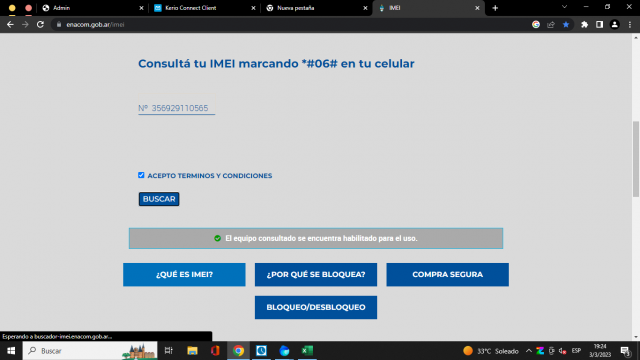 Admin
Kerio Connect Client
Nueva pestaña
IMEI
enacom.gob.ar/imei
Consultá tu IMEI marcando *#06# en tu celular
Nº 356929110565
ACEPTO TERMINOS Y CONDICIONES
BUSCAR
El equipo consultado se encuentra habilitado para el uso.
¿QUÉ ES IMEI?
¿POR QUÉ SE BLOQUEA?
COMPRA SEGURA
BLOQUEO/DESBLOQUEO
Esperando a buscador-imei.enacom.gob.ar...
Buscar
33°C Soleado
ESP
19:24
3/3/2023